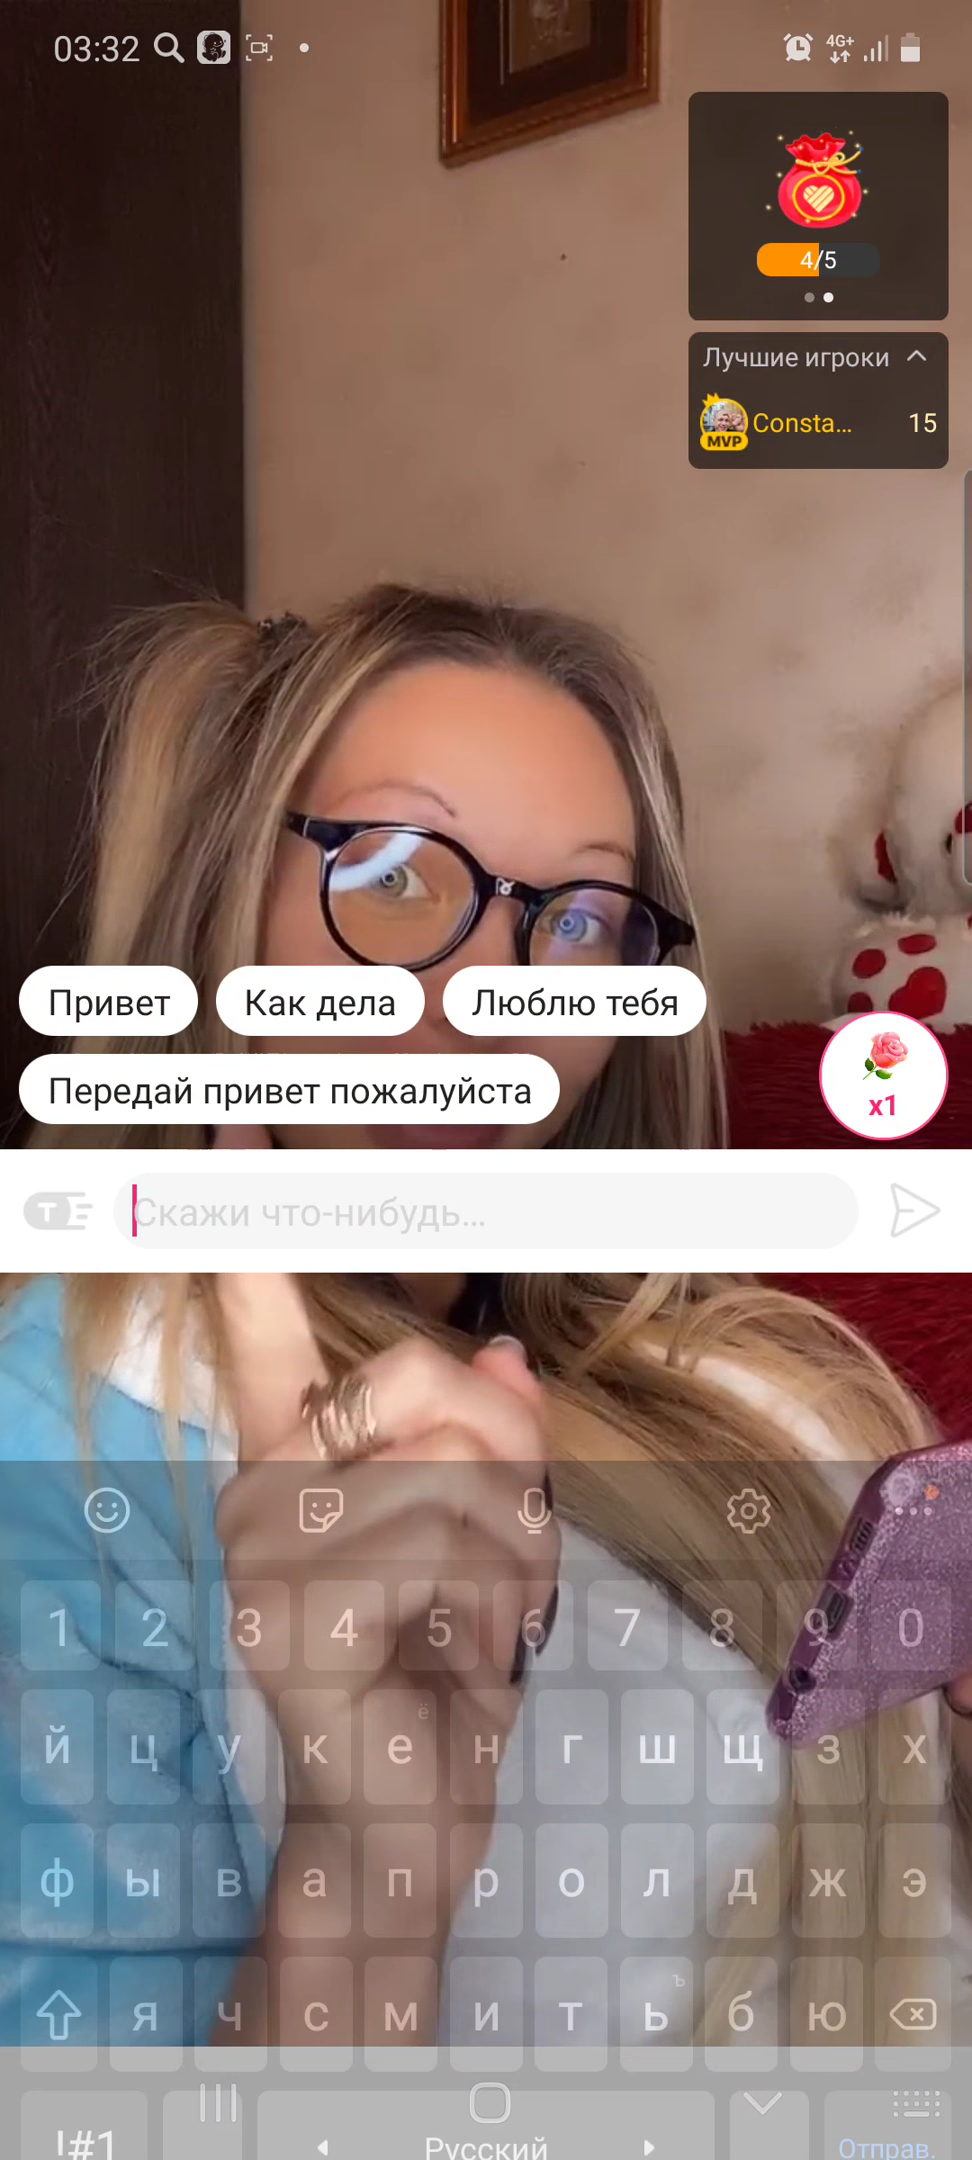 03:32
4G+
4/5
Лучшие игроки
MVP Consta... 15
Привет Как дела Люблю тебя
Передай привет пожалуйста
x1
T Скажи что-нибудь...
1 2 3 4 5 6 7 8 9 0
й ц у к е ё н г ш щ з х
ф ы в а п р о л д ж э
я ч с м и т ь ъ б ю
!#1 Русский Отправ.